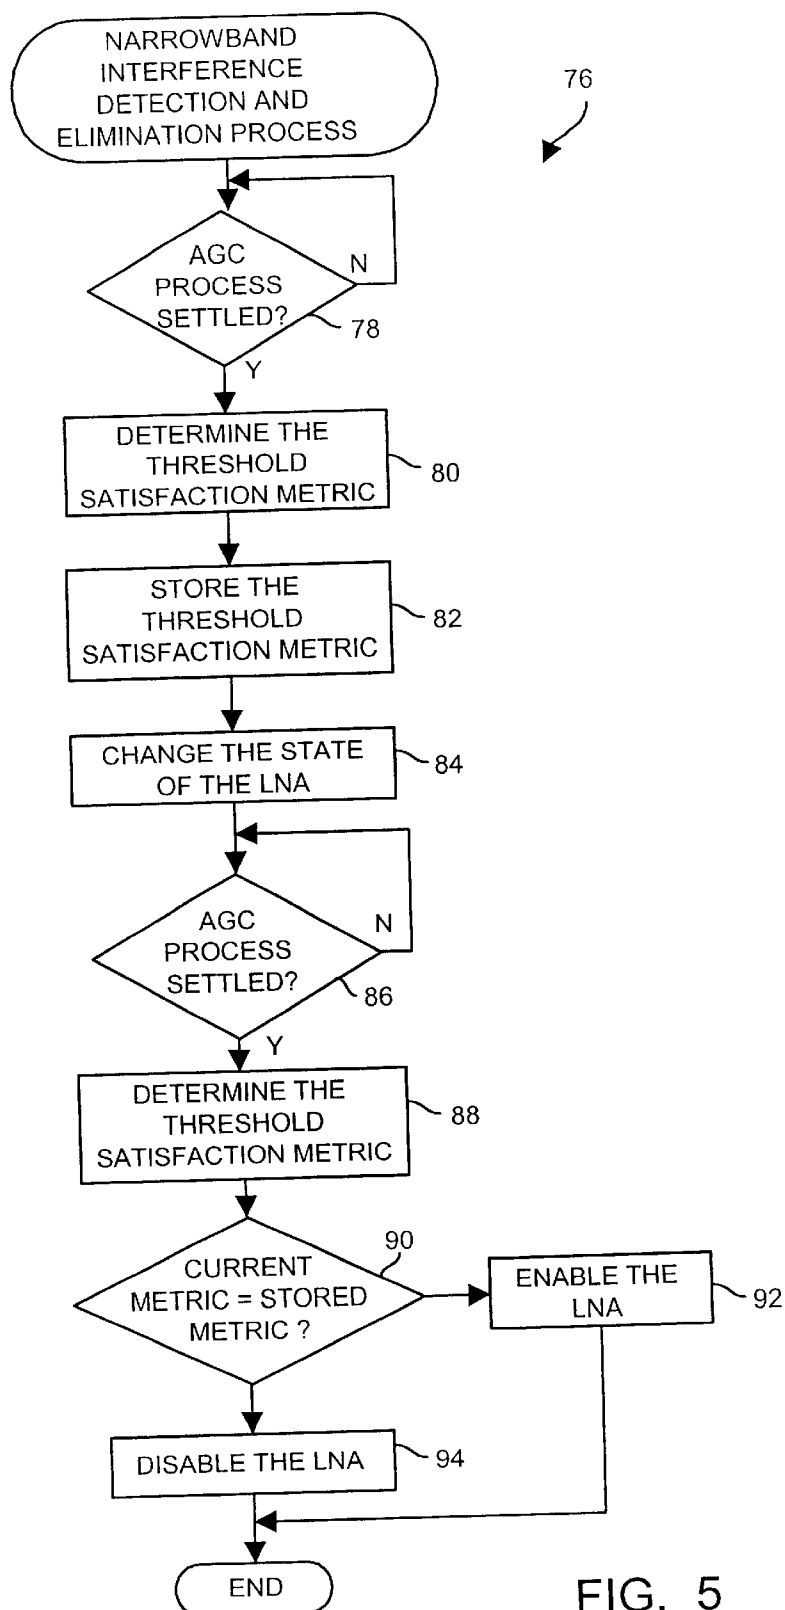 NARROWBAND
INTERFERENCE
DETECTION AND
ELIMINATION PROCESS
76
AGC
PROCESS
SETTLED?
N
78
Y
DETERMINE THE
THRESHOLD
SATISFACTION METRIC
80
STORE THE
THRESHOLD
SATISFACTION METRIC
82
CHANGE THE STATE
OF THE LNA
84
AGC
PROCESS
SETTLED?
N
86
Y
DETERMINE THE
THRESHOLD
SATISFACTION METRIC
88
CURRENT
METRIC = STORED
METRIC ?
90
ENABLE THE
LNA
92
DISABLE THE LNA
94
END
FIG. 5